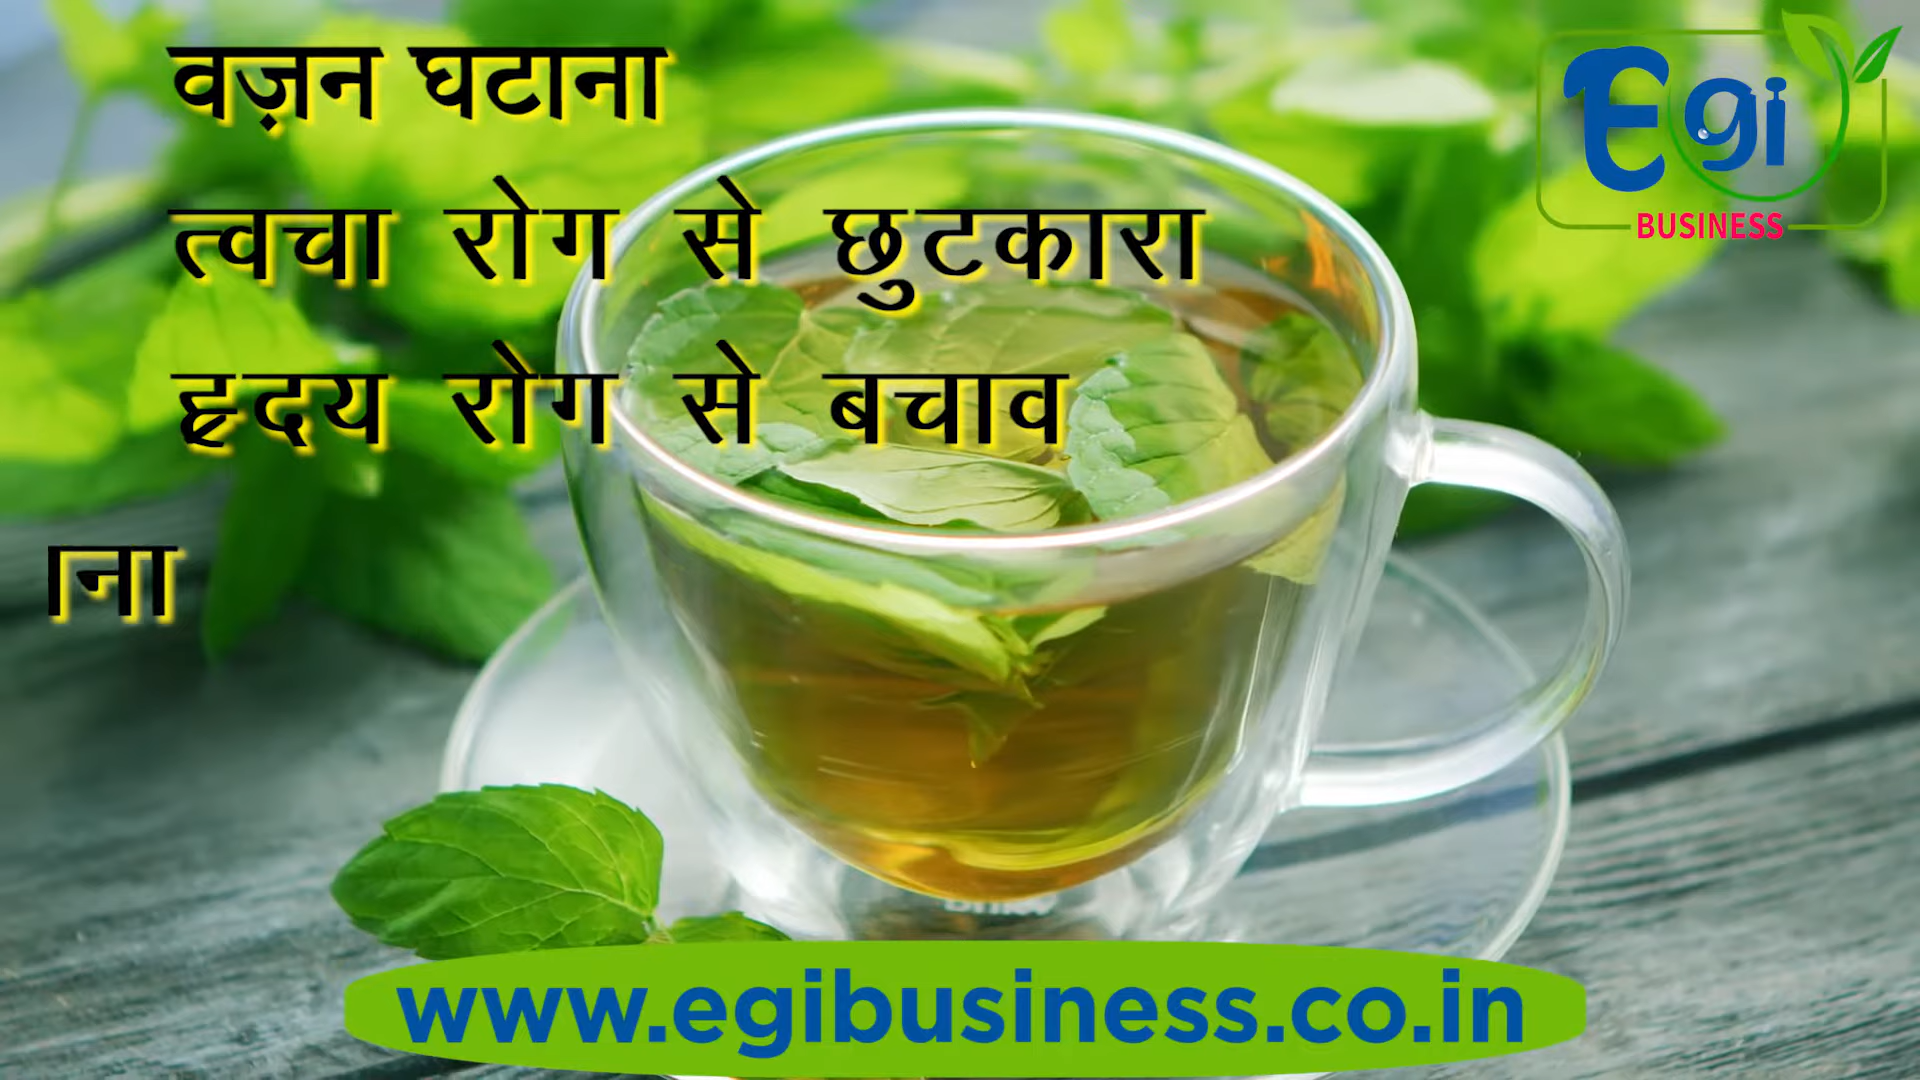 वज़न घटाना
त्वचा रोग से छुटकारा
हृदय रोग से बचाव
ाना
Egi
BUSINESS
www.egibusiness.co.in